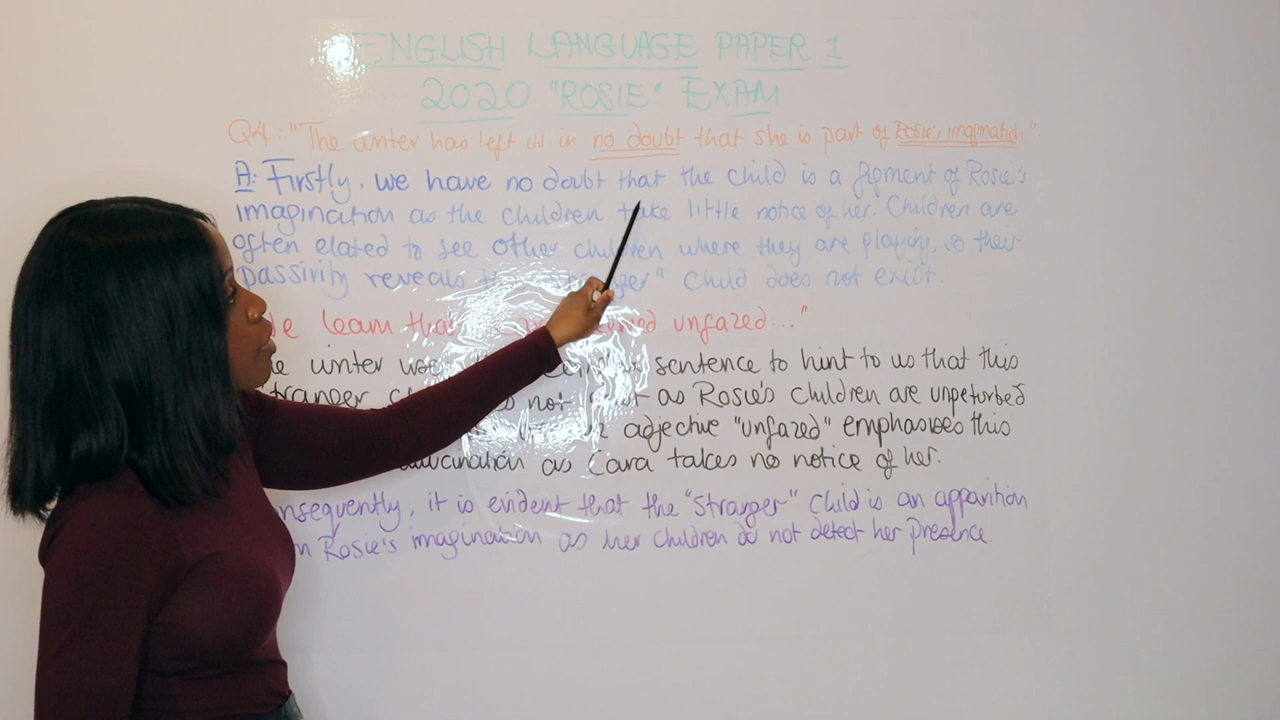 ENGLISH LANGUAGE PAPER 1
2020 "ROSIE" EXAM
Q4: "The writer has left us in no doubt that she is part of Rosie's imagination."
A: Firstly, we have no doubt that the child is a figment of Rosie's
imagination as the children take little notice of her. Children are
often elated to see other children where they are playing, so their
passivity reveals child does not exist.
learn that unfazed..."
writer sentence to hint to us that this
not as Rosie's children are unperturbed
adjective "unfazed" emphasises this
as Cara takes no notice of her.
it is evident that the "stranger" child is an apparition
Rosie's imagination as her children do not detect her presence.